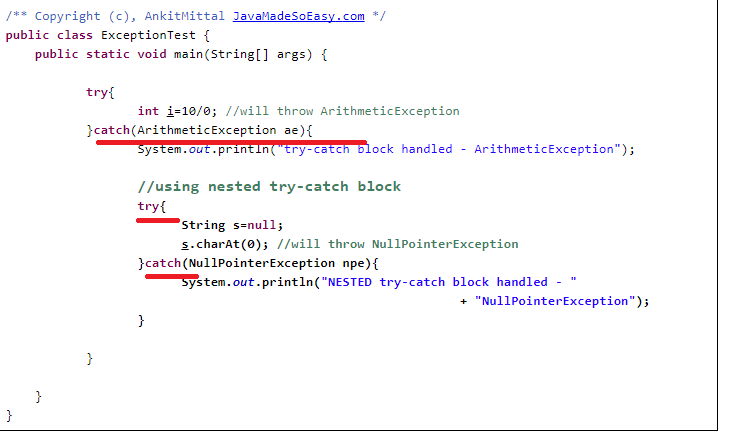 /** Copyright (c), AnkitMittal JavaMadeSoEasy.com */
public class ExceptionTest {
public static void main(String[] args) {
try{
int i=10/0; //will throw ArithmeticException
}catch(ArithmeticException ae){
System.out.println("try-catch block handled - ArithmeticException");
//using nested try-catch block
try{
String s=null;
s.charAt(0); //will throw NullPointerException
}catch(NullPointerException npe){
System.out.println("NESTED try-catch block handled - "
+ "NullPointerException");
}
}
}
}